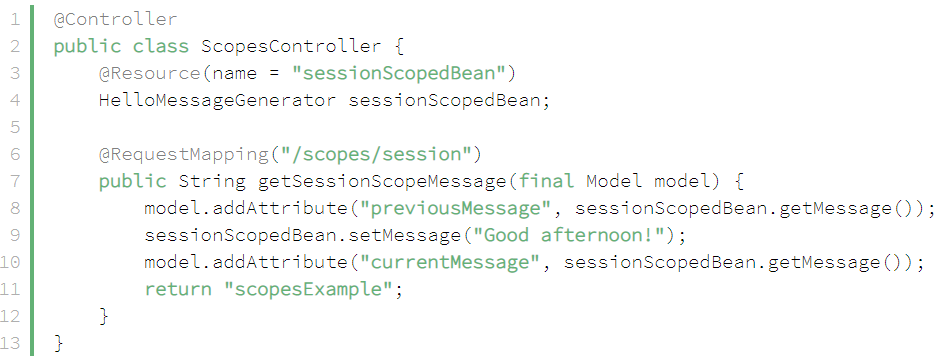 1 @Controller
2 public class ScopesController {
3     @Resource(name = "sessionScopedBean")
4     HelloMessageGenerator sessionScopedBean;
5
6     @RequestMapping("/scopes/session")
7     public String getSessionScopeMessage(final Model model) {
8         model.addAttribute("previousMessage", sessionScopedBean.getMessage());
9         sessionScopedBean.setMessage("Good afternoon!");
10         model.addAttribute("currentMessage", sessionScopedBean.getMessage());
11         return "scopesExample";
12     }
13 }